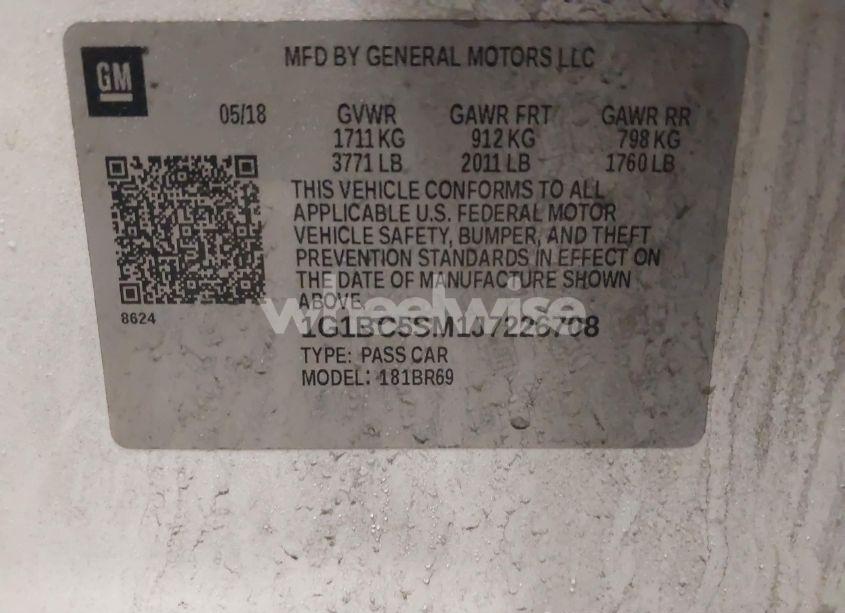 GM
MFD BY GENERAL MOTORS LLC
05/18 GVWR GAWR FRT GAWR RR
1711 KG 912 KG 798 KG
3771 LB 2011 LB 1760 LB
THIS VEHICLE CONFORMS TO ALL
APPLICABLE U.S. FEDERAL MOTOR
VEHICLE SAFETY, BUMPER, AND THEFT
PREVENTION STANDARDS IN EFFECT ON
THE DATE OF MANUFACTURE SHOWN
ABOVE.
8624
wheelwise
1G1BC5SM1J7226708
TYPE: PASS CAR
MODEL: 181BR69